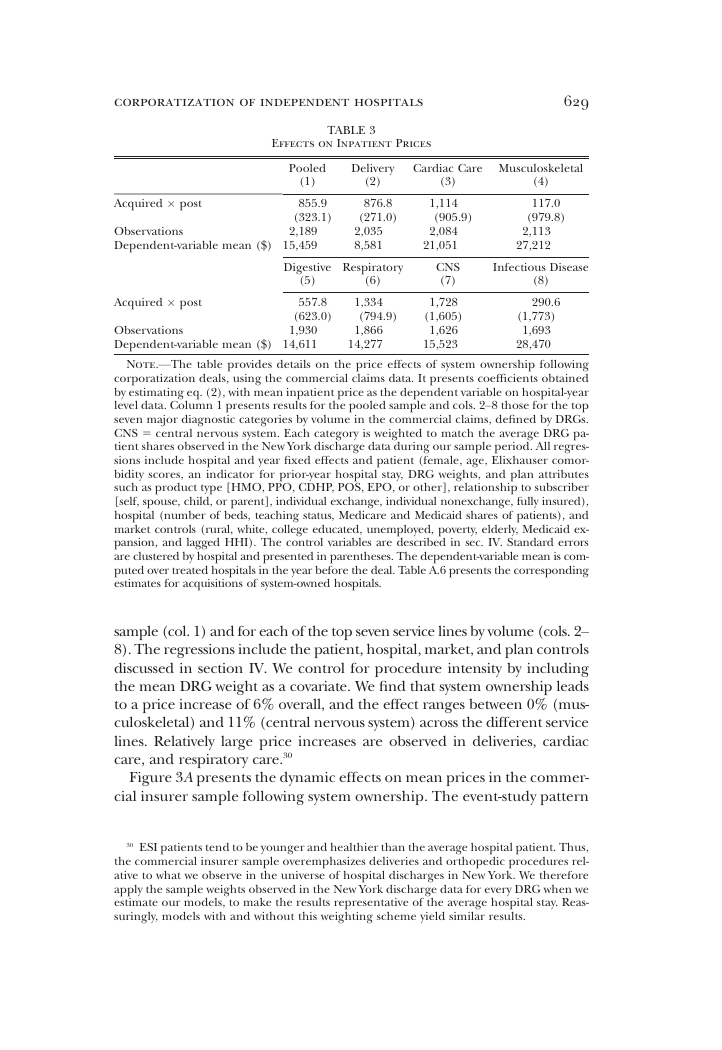 CORPORATIZATION OF INDEPENDENT HOSPITALS 629
TABLE 3
Effects on Inpatient Prices
Pooled Delivery Cardiac Care Musculoskeletal
(1) (2) (3) (4)
Acquired × post 855.9 876.8 1,114 117.0
(323.1) (271.0) (905.9) (979.8)
Observations 2,189 2,035 2,084 2,113
Dependent-variable mean ($) 15,459 8,581 21,051 27,212
Digestive Respiratory CNS Infectious Disease
(5) (6) (7) (8)
Acquired × post 557.8 1,334 1,728 290.6
(623.0) (794.9) (1,605) (1,773)
Observations 1,930 1,866 1,626 1,693
Dependent-variable mean ($) 14,611 14,277 15,523 28,470
Note.—The table provides details on the price effects of system ownership following
corporatization deals, using the commercial claims data. It presents coefficients obtained
by estimating eq. (2), with mean inpatient price as the dependent variable on hospital-year
level data. Column 1 presents results for the pooled sample and cols. 2–8 those for the top
seven major diagnostic categories by volume in the commercial claims, defined by DRGs.
CNS = central nervous system. Each category is weighted to match the average DRG pa-
tient shares observed in the New York discharge data during our sample period. All regres-
sions include hospital and year fixed effects and patient (female, age, Elixhauser comor-
bidity scores, an indicator for prior-year hospital stay, DRG weights, and plan attributes
such as product type [HMO, PPO, CDHP, POS, EPO, or other], relationship to subscriber
[self, spouse, child, or parent], individual exchange, individual nonexchange, fully insured),
hospital (number of beds, teaching status, Medicare and Medicaid shares of patients), and
market controls (rural, white, college educated, unemployed, poverty, elderly, Medicaid ex-
pansion, and lagged HHI). The control variables are described in sec. IV. Standard errors
are clustered by hospital and presented in parentheses. The dependent-variable mean is com-
puted over treated hospitals in the year before the deal. Table A.6 presents the corresponding
estimates for acquisitions of system-owned hospitals.
sample (col. 1) and for each of the top seven service lines by volume (cols. 2–
8). The regressions include the patient, hospital, market, and plan controls
discussed in section IV. We control for procedure intensity by including
the mean DRG weight as a covariate. We find that system ownership leads
to a price increase of 6% overall, and the effect ranges between 0% (mus-
culoskeletal) and 11% (central nervous system) across the different service
lines. Relatively large price increases are observed in deliveries, cardiac
care, and respiratory care.30
Figure 3A presents the dynamic effects on mean prices in the commer-
cial insurer sample following system ownership. The event-study pattern
30 ESI patients tend to be younger and healthier than the average hospital patient. Thus,
the commercial insurer sample overemphasizes deliveries and orthopedic procedures rel-
ative to what we observe in the universe of hospital discharges in New York. We therefore
apply the sample weights observed in the New York discharge data for every DRG when we
estimate our models, to make the results representative of the average hospital stay. Reas-
suringly, models with and without this weighting scheme yield similar results.